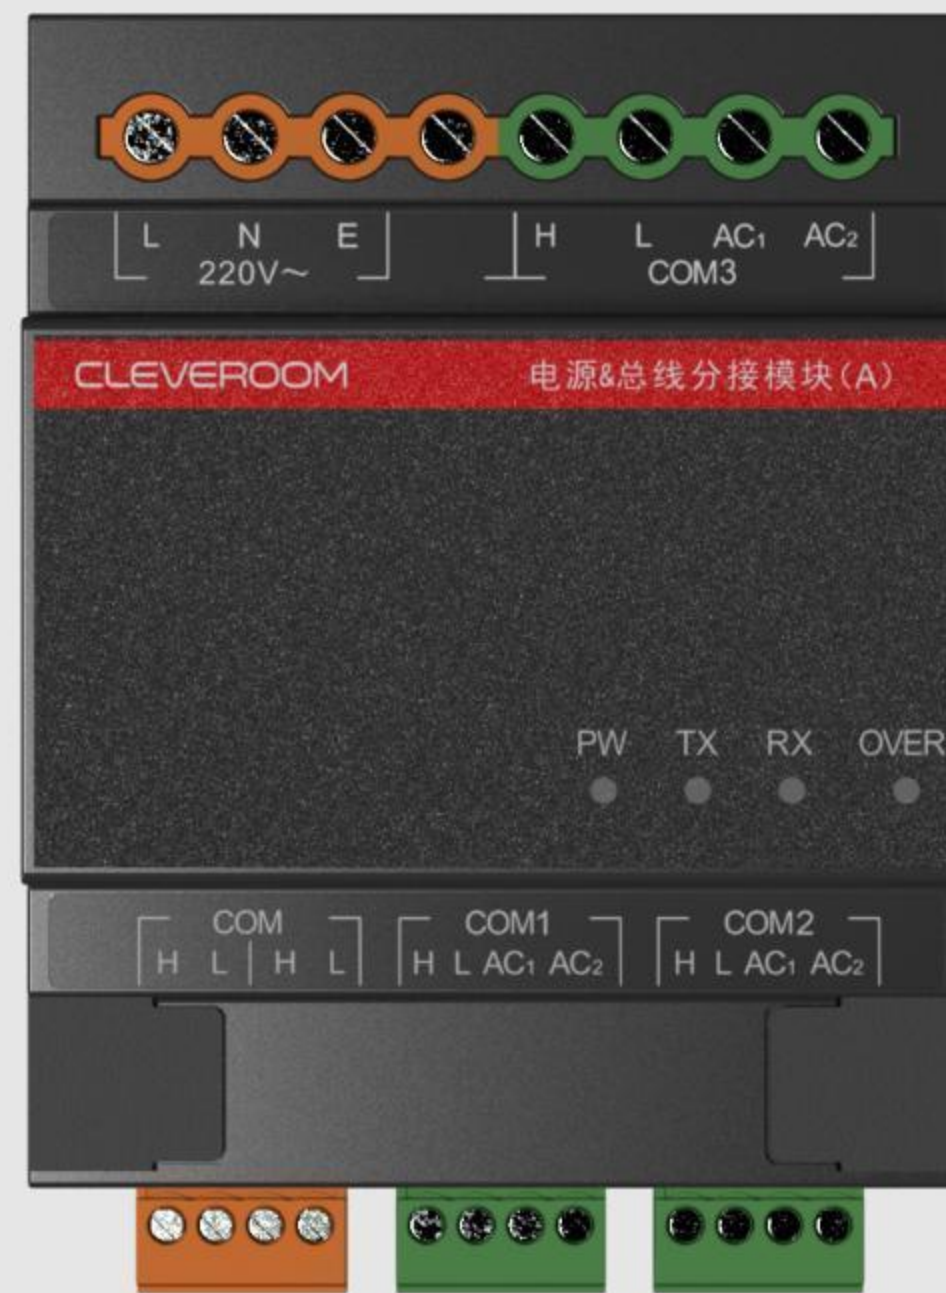 L N E H L AC₁ AC₂
220V~ COM3
CLEVEROOM 电源&总线分接模块(A)
PW TX RX OVER
COM COM1 COM2
H L H L H L AC₁ AC₂ H L AC₁ AC₂